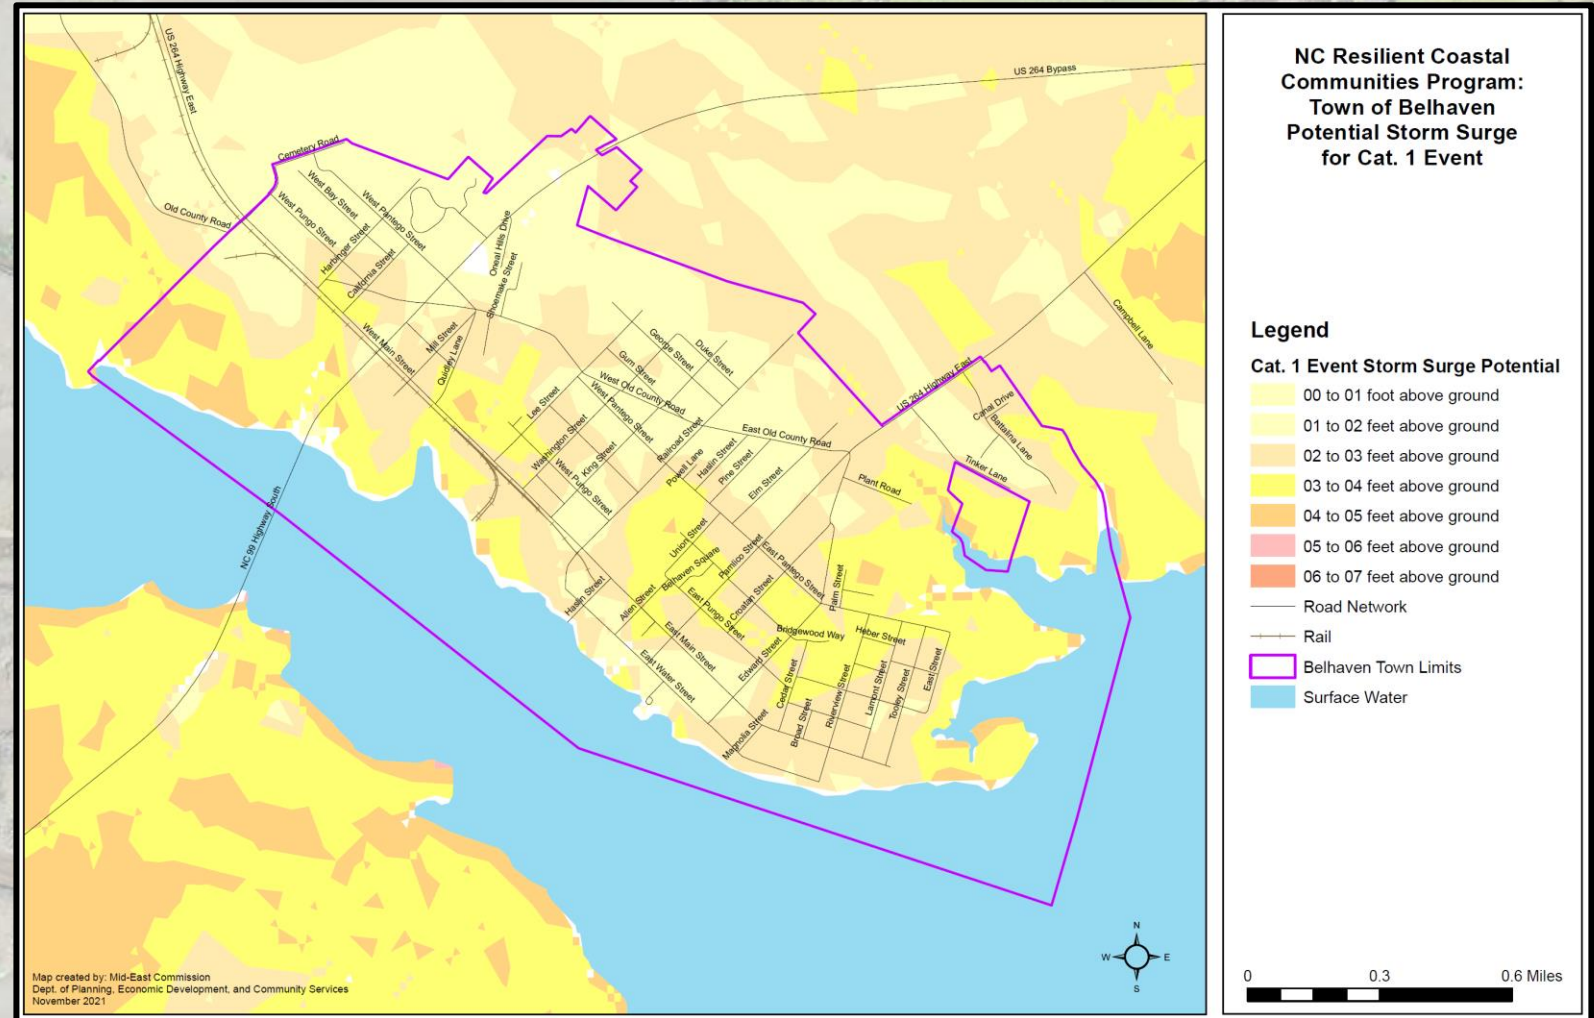 NC Resilient Coastal
Communities Program:
Town of Belhaven
Potential Storm Surge
for Cat. 1 Event
Legend
Cat. 1 Event Storm Surge Potential
00 to 01 foot above ground
01 to 02 feet above ground
02 to 03 feet above ground
03 to 04 feet above ground
04 to 05 feet above ground
05 to 06 feet above ground
06 to 07 feet above ground
Road Network
Rail
Belhaven Town Limits
Surface Water
0 0.3 0.6 Miles
US 264 Highway East
US 264 Bypass
Cemetery Road
West Bay Street
West Pantego Street
West Pungo Street
Old County Road
Harbinger Street
California Street
Oneal Hills Drive
Shoemake Street
West Main Street
Mill Street
Quidley Lane
George Street
Duke Street
Gum Street
West Old County Road
West Pantego Street
Lee Street
Washington Street
King Street
West Pungo Street
Railroad Street
Powell Lane
Haslin Street
Pine Street
Elm Street
East Old County Road
US 264 Highway East
Campbell Lane
Canal Drive
Battalina Lane
Tinker Lane
Plant Road
NC 99 Highway South
Union Street
Belhaven Square
Pamlico Street
East Pantego Street
Palm Street
Haslin Street
Allen Street
East Pungo Street
Croatan Street
Bridgewood Way
Heber Street
East Main Street
East Water Street
Edward Street
Cedar Street
Riverview Street
Lamont Street
Tooley Street
East Street
Broad Street
Magnolia Street
N
W E
S
Map created by: Mid-East Commission
Dept. of Planning, Economic Development, and Community Services
November 2021